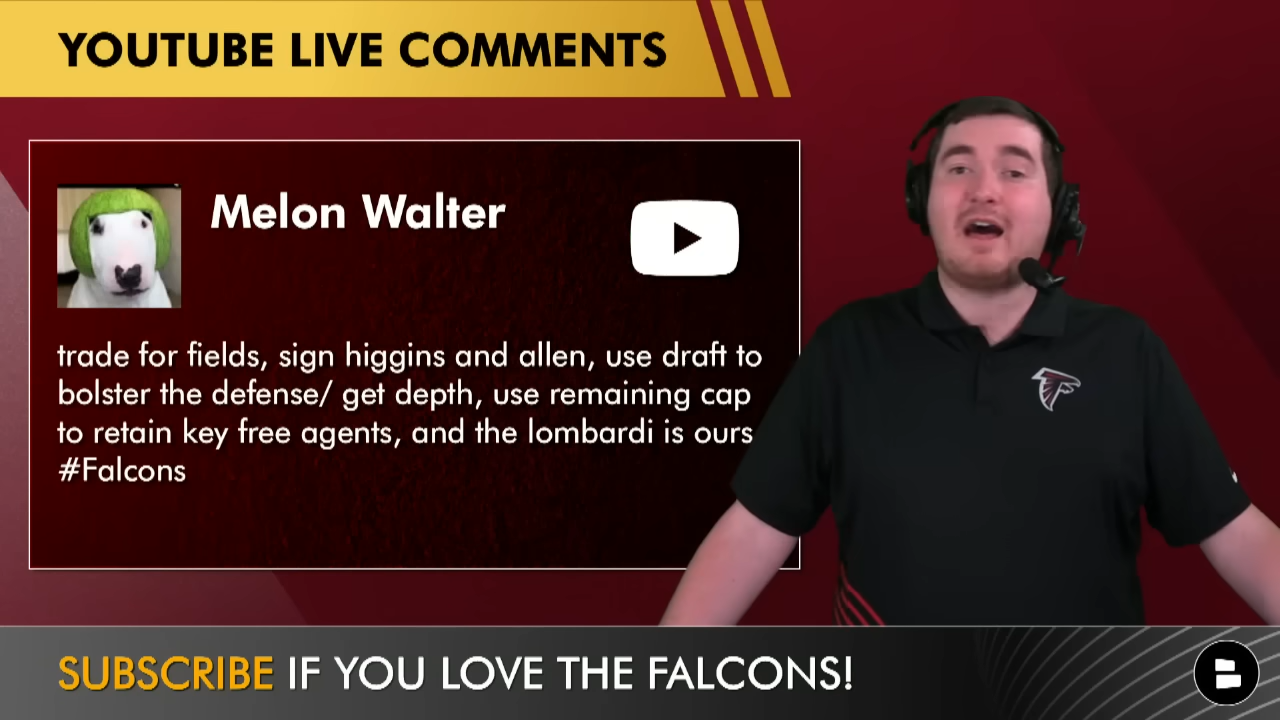 YOUTUBE LIVE COMMENTS
Melon Walter
trade for fields, sign higgins and allen, use draft to
bolster the defense/ get depth, use remaining cap
to retain key free agents, and the lombardi is ours
#Falcons
SUBSCRIBE IF YOU LOVE THE FALCONS!